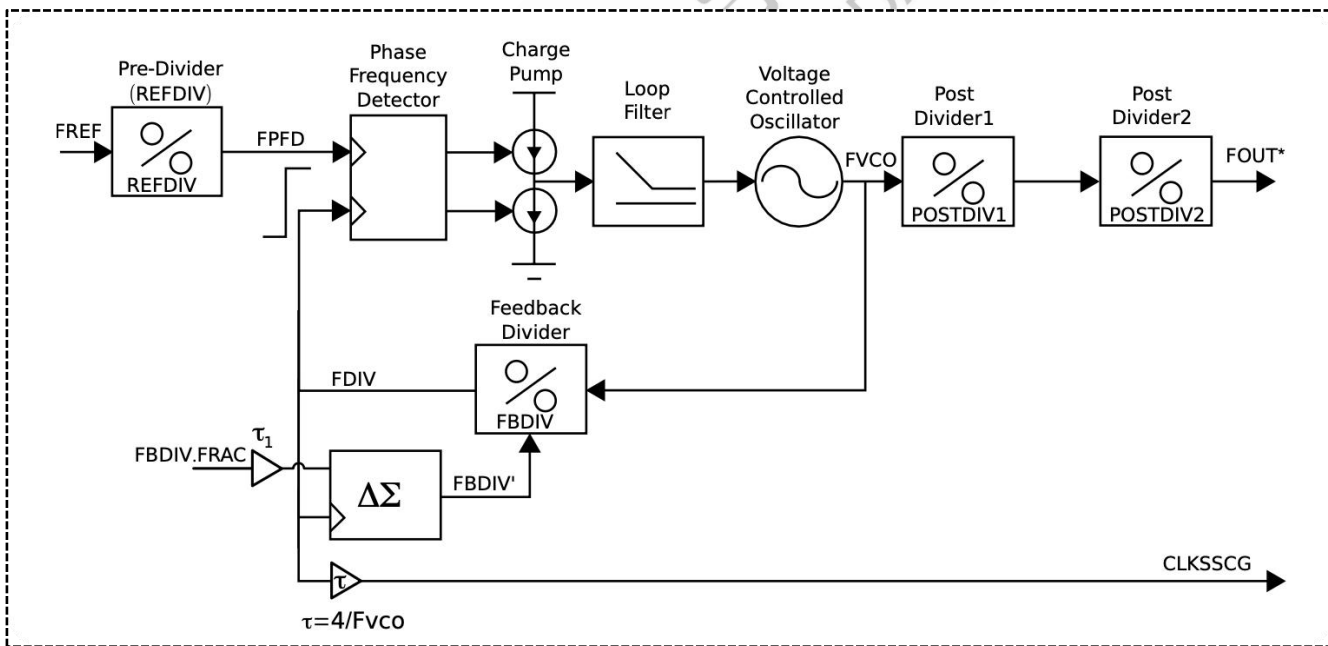 Pre-Divider
(REFDIV)
Phase
Frequency
Detector
Charge
Pump
Loop
Filter
Voltage
Controlled
Oscillator
Post
Divider1
Post
Divider2
FREF
REFDIV
FPFD
FVCO
POSTDIV1
POSTDIV2
FOUT*
Feedback
Divider
FDIV
FBDIV
FBDIV.FRAC
τ1
ΔΣ
FBDIV'
τ
CLKSSCG
τ=4/Fvco